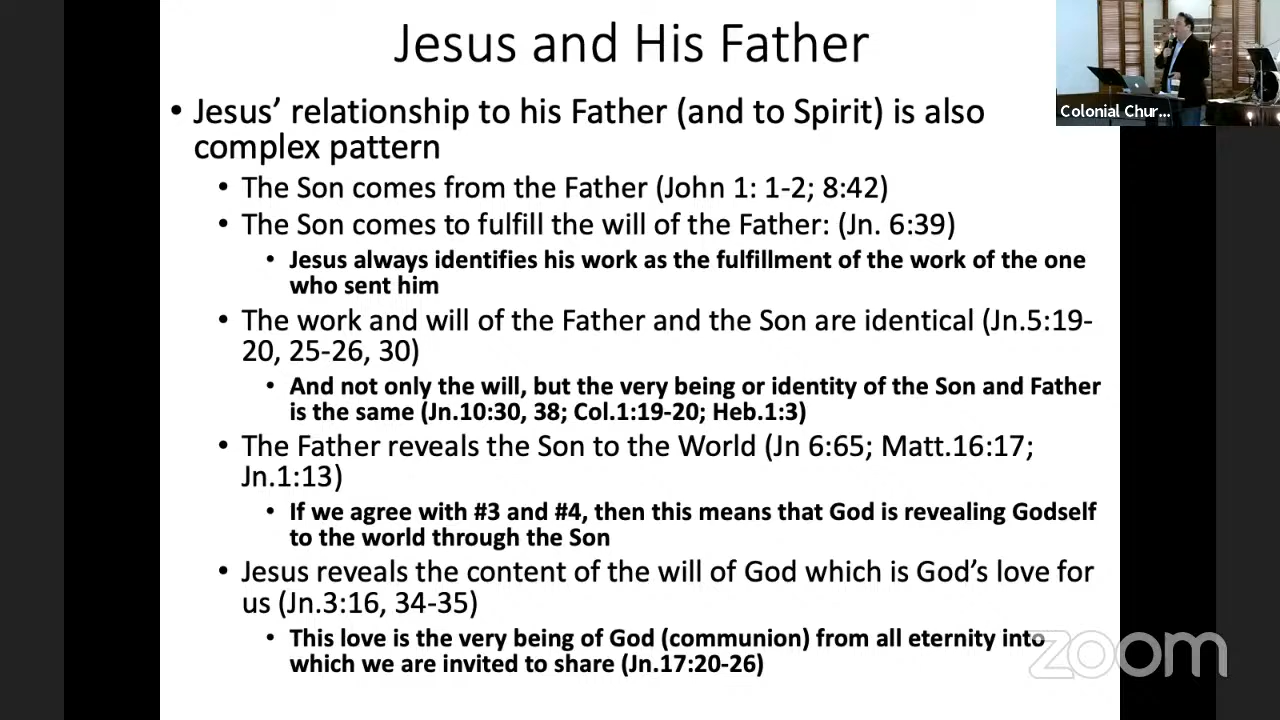 Jesus and His Father
• Jesus’ relationship to his Father (and to Spirit) is also
complex pattern
• The Son comes from the Father (John 1: 1-2; 8:42)
• The Son comes to fulfill the will of the Father: (Jn. 6:39)
• Jesus always identifies his work as the fulfillment of the work of the one
who sent him
• The work and will of the Father and the Son are identical (Jn.5:19-
20, 25-26, 30)
• And not only the will, but the very being or identity of the Son and Father
is the same (Jn.10:30, 38; Col.1:19-20; Heb.1:3)
• The Father reveals the Son to the World (Jn 6:65; Matt.16:17;
Jn.1:13)
• If we agree with #3 and #4, then this means that God is revealing Godself
to the world through the Son
• Jesus reveals the content of the will of God which is God’s love for
us (Jn.3:16, 34-35)
• This love is the very being of God (communion) from all eternity into
which we are invited to share (Jn.17:20-26)
Colonial Chur...
zoom